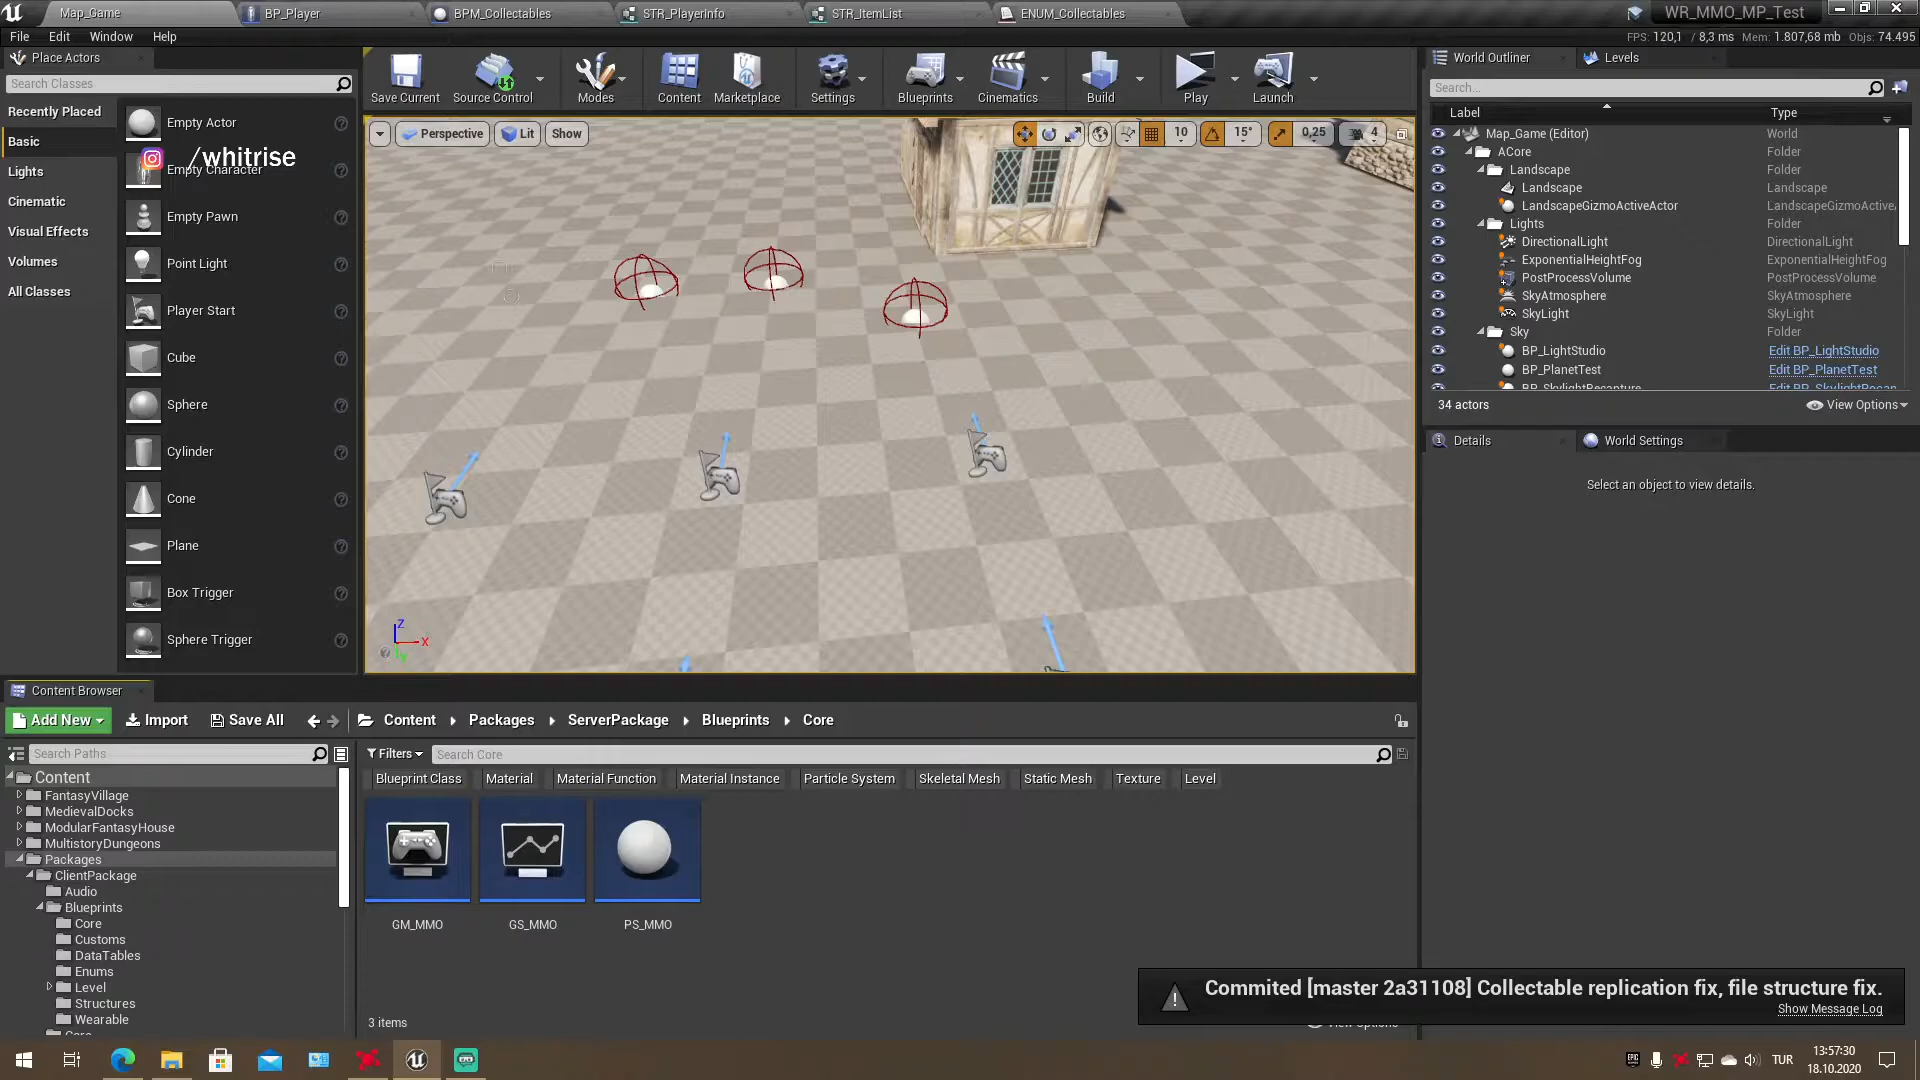 Map_Game
BP_Player
BPM_Collectables
STR_PlayerInfo
STR_ItemList
ENUM_Collectables
WR_MMO_MP_Test
File Edit Window Help
FPS: 120,1 / 8,3 ms Mem: 1.807,68 mb Objs: 74.495
Place Actors
Search Classes
Recently Placed
Basic
Lights
Cinematic
Visual Effects
Volumes
All Classes
Empty Actor
/whitrise
Empty Character
Empty Pawn
Point Light
Player Start
Cube
Sphere
Cylinder
Cone
Plane
Box Trigger
Sphere Trigger
Save Current
Source Control
Modes
Content
Marketplace
Settings
Blueprints
Cinematics
Build
Play
Launch
Perspective
Lit
Show
10
15°
0,25
4
Z
X
Y
World Outliner
Levels
Search...
Label Type
Map_Game (Editor) World
ACore Folder
Landscape Folder
Landscape Landscape
LandscapeGizmoActiveActor LandscapeGizmoActive
Lights Folder
DirectionalLight DirectionalLight
ExponentialHeightFog ExponentialHeightFog
PostProcessVolume PostProcessVolume
SkyAtmosphere SkyAtmosphere
SkyLight SkyLight
Sky Folder
BP_LightStudio Edit BP_LightStudio
BP_PlanetTest Edit BP_PlanetTest
BP_SkylightRecapture Edit BP_SkylightRecap
34 actors
View Options
Details
World Settings
Select an object to view details.
Content Browser
Add New
Import
Save All
Content
Packages
ServerPackage
Blueprints
Core
Search Paths
Filters
Search Core
Blueprint Class
Material
Material Function
Material Instance
Particle System
Skeletal Mesh
Static Mesh
Texture
Level
Content
FantasyVillage
MedievalDocks
ModularFantasyHouse
MultistoryDungeons
Packages
ClientPackage
Audio
Blueprints
Core
Customs
DataTables
Enums
Level
Structures
Wearable
Core
GM_MMO
GS_MMO
PS_MMO
3 items
View Options
Commited [master 2a31108] Collectable replication fix, file structure fix.
Show Message Log
TUR
13:57:30
18.10.2020